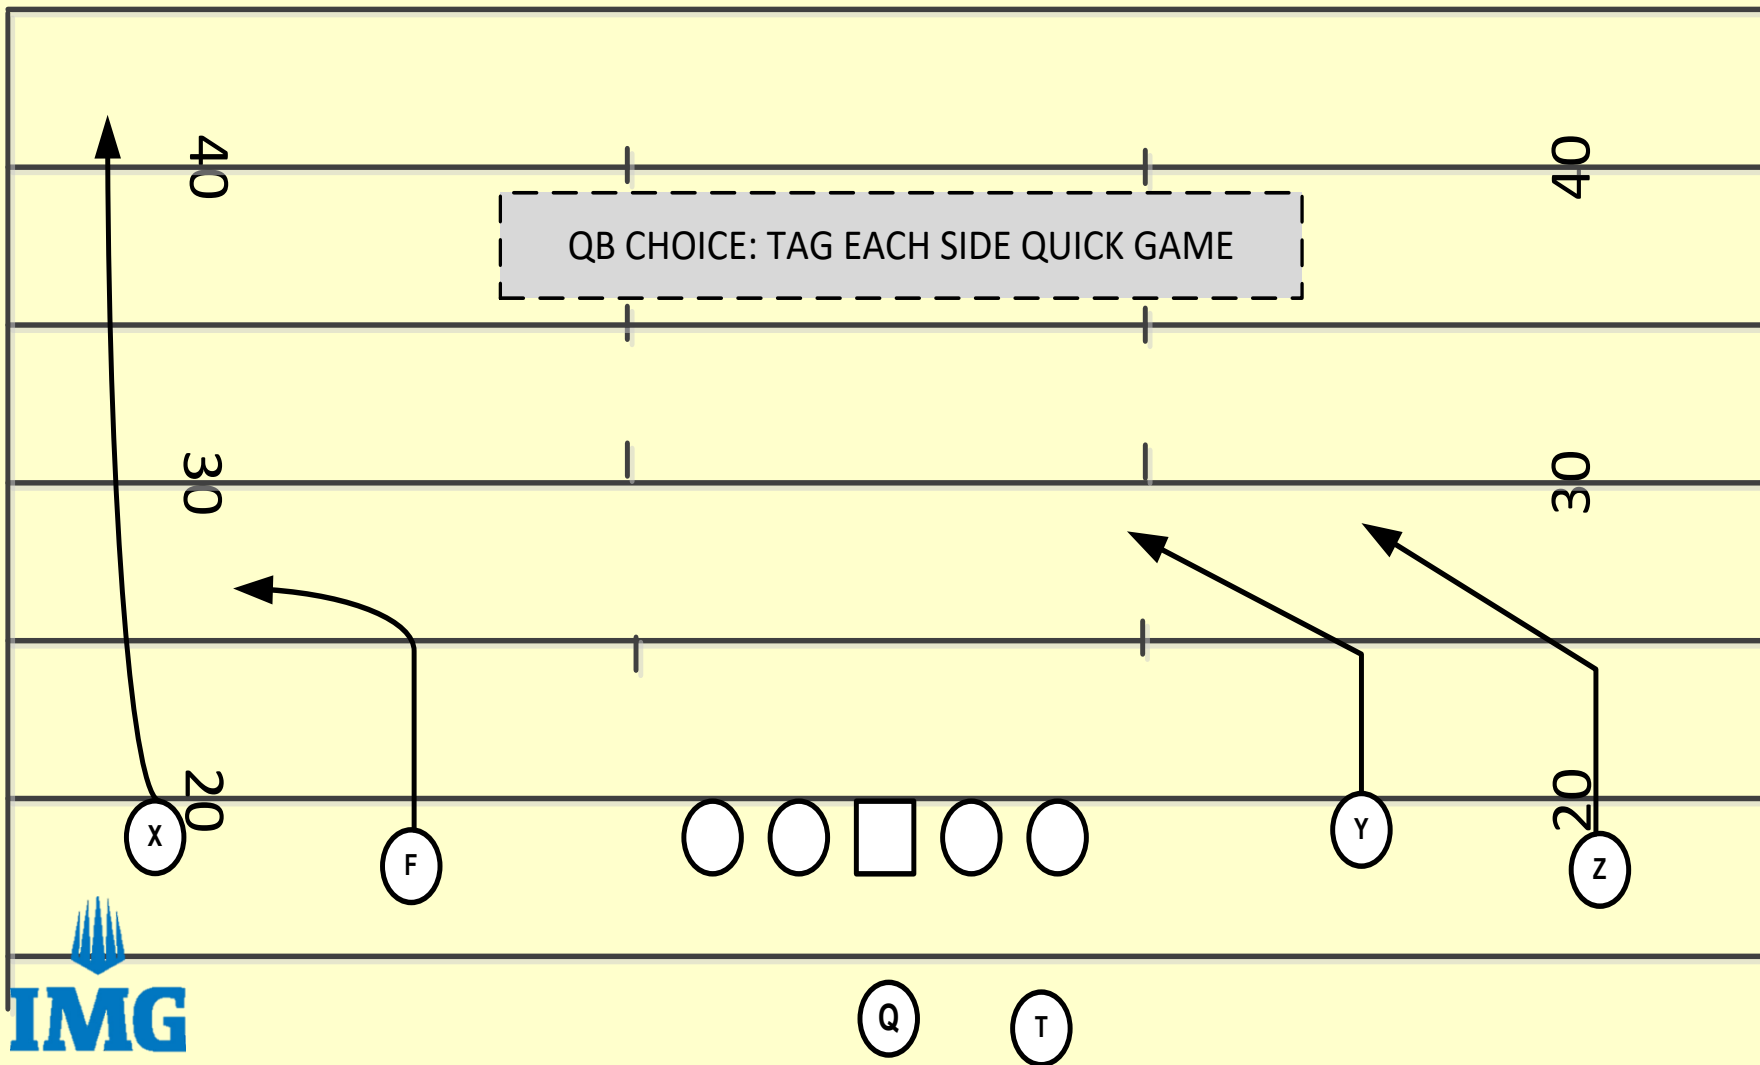 40 40
QB CHOICE: TAG EACH SIDE QUICK GAME
30 30
20 20
X F Y Z
IMG
Q T